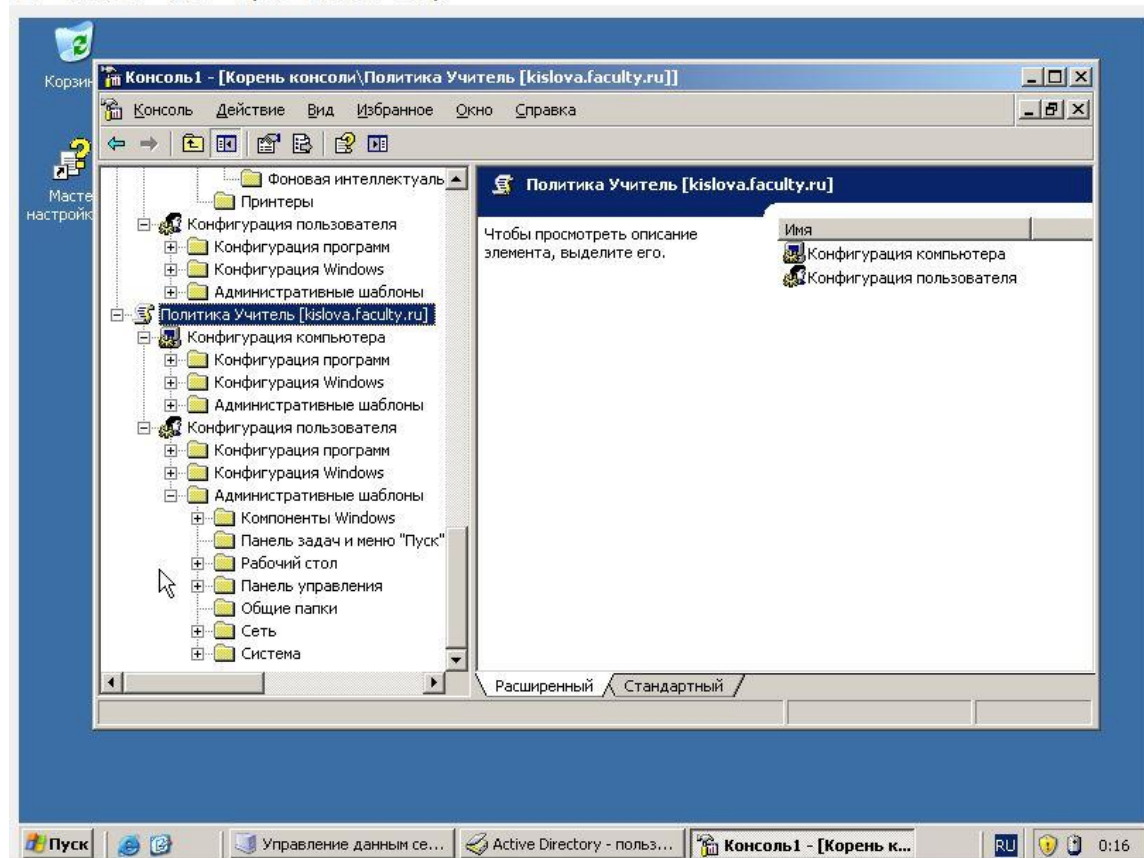 Корзин
Масте
настройк
Консоль1 - [Корень консоли\Политика Учитель [kislova.faculty.ru]]
Консоль Действие Вид Избранное Окно Справка
Фоновая интеллектуаль
Принтеры
Конфигурация пользователя
Конфигурация программ
Конфигурация Windows
Административные шаблоны
Политика Учитель [kislova.faculty.ru]
Конфигурация компьютера
Конфигурация программ
Конфигурация Windows
Административные шаблоны
Конфигурация пользователя
Конфигурация программ
Конфигурация Windows
Административные шаблоны
Компоненты Windows
Панель задач и меню "Пуск"
Рабочий стол
Панель управления
Общие папки
Сеть
Система
Политика Учитель [kislova.faculty.ru]
Чтобы просмотреть описание
элемента, выделите его.
Имя
Конфигурация компьютера
Конфигурация пользователя
Расширенный Стандартный
Пуск Управление данным се... Active Directory - польз... Консоль1 - [Корень к... RU 0:16